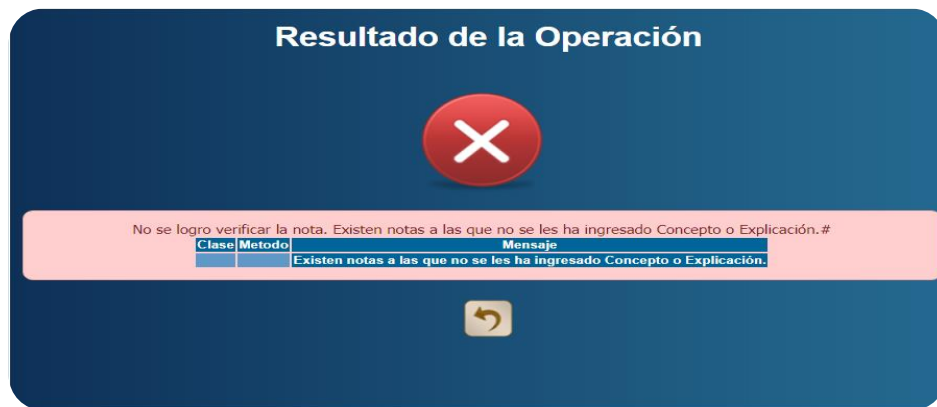 Resultado de la Operación
No se logro verificar la nota. Existen notas a las que no se les ha ingresado Concepto o Explicación.#
Clase Metodo Mensaje
Existen notas a las que no se les ha ingresado Concepto o Explicación.